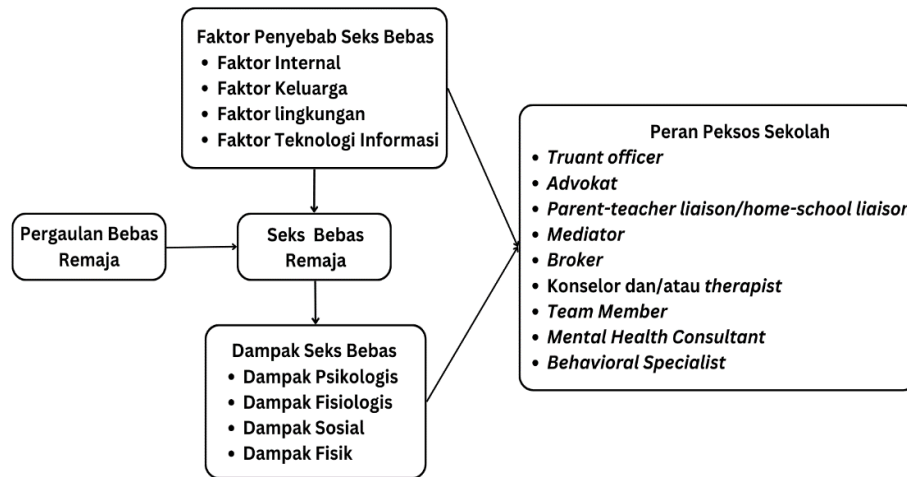 Faktor Penyebab Seks Bebas
• Faktor Internal
• Faktor Keluarga
• Faktor lingkungan
• Faktor Teknologi Informasi
Pergaulan Bebas
Remaja
Seks Bebas
Remaja
Dampak Seks Bebas
• Dampak Psikologis
• Dampak Fisiologis
• Dampak Sosial
• Dampak Fisik
Peran Peksos Sekolah
• Truant officer
• Advokat
• Parent-teacher liaison/home-school liaison
• Mediator
• Broker
• Konselor dan/atau therapist
• Team Member
• Mental Health Consultant
• Behavioral Specialist